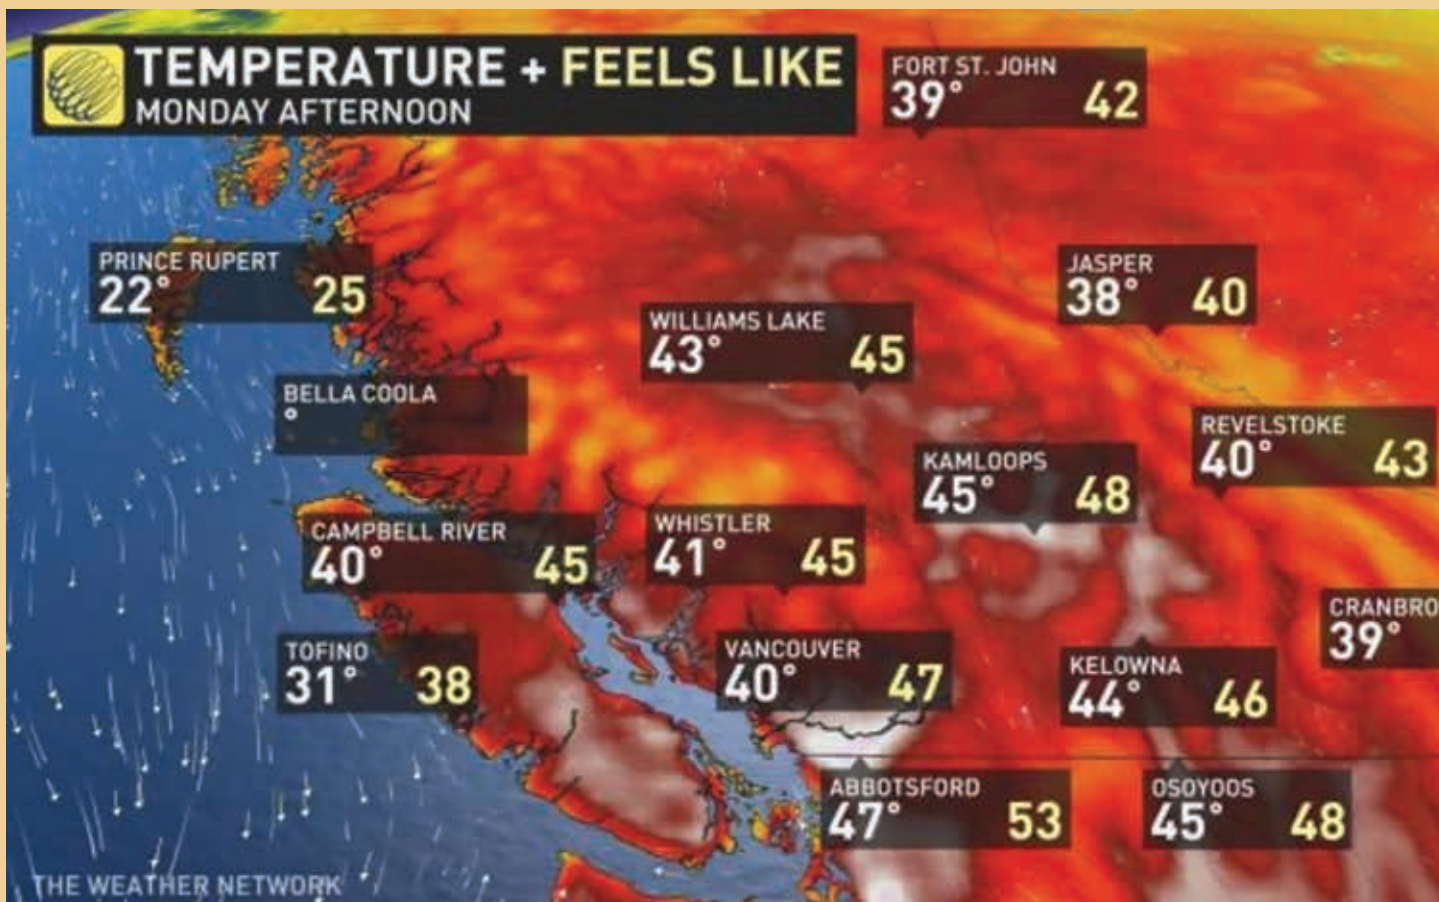 TEMPERATURE + FEELS LIKE
MONDAY AFTERNOON
FORT ST. JOHN
39° 42
PRINCE RUPERT
22° 25
JASPER
38° 40
WILLIAMS LAKE
43° 45
BELLA COOLA
°
REVELSTOKE
40° 43
KAMLOOPS
45° 48
CAMPBELL RIVER
40° 45
WHISTLER
41° 45
CRANBRO
39°
TOFINO
31° 38
VANCOUVER
40° 47
KELOWNA
44° 46
ABBOTSFORD
47° 53
OSOYOOS
45° 48
THE WEATHER NETWORK